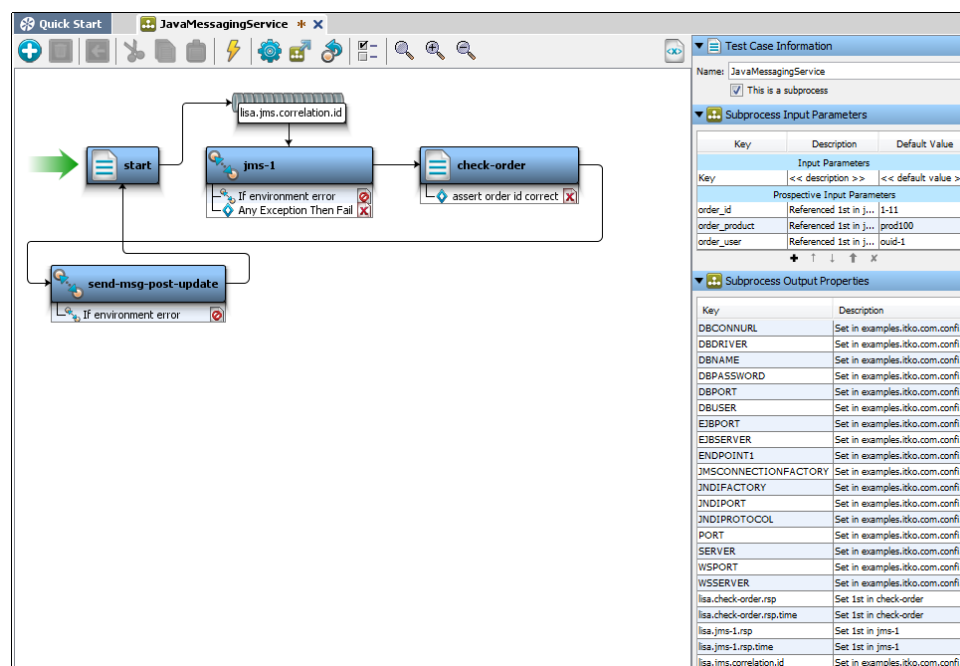 Quick Start
JavaMessagingService *
lisa.jms.correlation.id
start
jms-1
If environment error
Any Exception Then Fail
check-order
assert order id correct
send-msg-post-update
If environment error
Test Case Information
Name: JavaMessagingService
This is a subprocess
Subprocess Input Parameters
Key Description Default Value
Input Parameters
Key << description >> << default value >
Prospective Input Parameters
order_id Referenced 1st in j... 1-11
order_product Referenced 1st in j... prod100
order_user Referenced 1st in j... ouid-1
Subprocess Output Properties
Key Description
DBCONNURL Set in examples.itko.com.confi
DBDRIVER Set in examples.itko.com.confi
DBNAME Set in examples.itko.com.confi
DBPASSWORD Set in examples.itko.com.confi
DBPORT Set in examples.itko.com.confi
DBUSER Set in examples.itko.com.confi
EJBPORT Set in examples.itko.com.confi
EJBSERVER Set in examples.itko.com.confi
ENDPOINT1 Set in examples.itko.com.confi
JMSCONNECTIONFACTORY Set in examples.itko.com.confi
JNDIFACTORY Set in examples.itko.com.confi
JNDIPORT Set in examples.itko.com.confi
JNDIPROTOCOL Set in examples.itko.com.confi
PORT Set in examples.itko.com.confi
SERVER Set in examples.itko.com.confi
WSPORT Set in examples.itko.com.confi
WSSERVER Set in examples.itko.com.confi
lisa.check-order.rsp Set 1st in check-order
lisa.check-order.rsp.time Set 1st in check-order
lisa.jms-1.rsp Set 1st in jms-1
lisa.jms-1.rsp.time Set 1st in jms-1
lisa.jms.correlation.id Set in examples.itko.com.confi